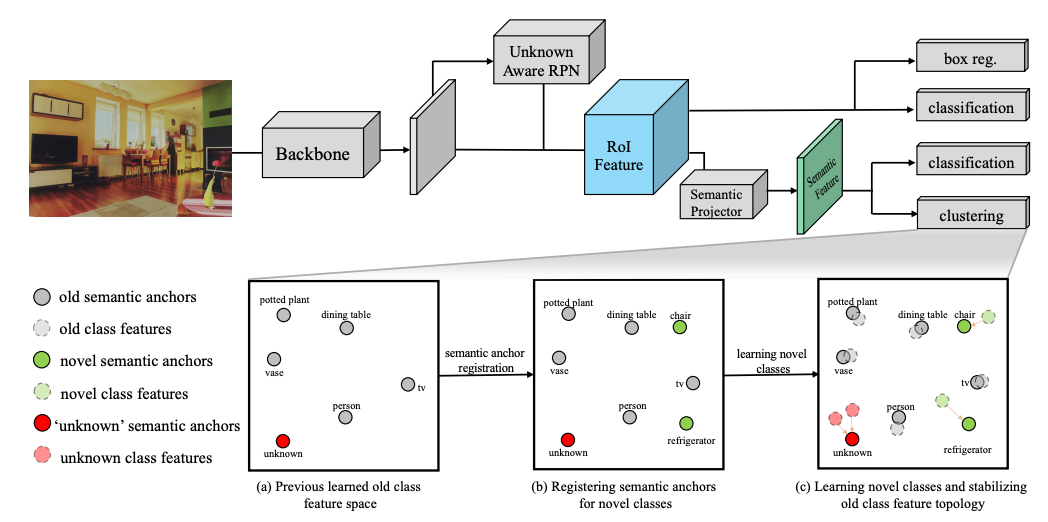 Unknown
Aware RPN
box reg.
classification
Backbone
RoI
Feature
Semantic
Projector
Semantic Feature
classification
clustering
old semantic anchors
old class features
novel semantic anchors
novel class features
‘unknown’ semantic anchors
unknown class features
potted plant
dining table
vase
tv
person
unknown
(a) Previous learned old class
feature space
semantic anchor
registration
potted plant
dining table
chair
vase
tv
person
refrigerator
unknown
(b) Registering semantic anchors
for novel classes
learning novel
classes
potted plant
dining table
chair
vase
tv
person
unknown
refrigerator
(c) Learning novel classes and stabilizing
old class feature topology